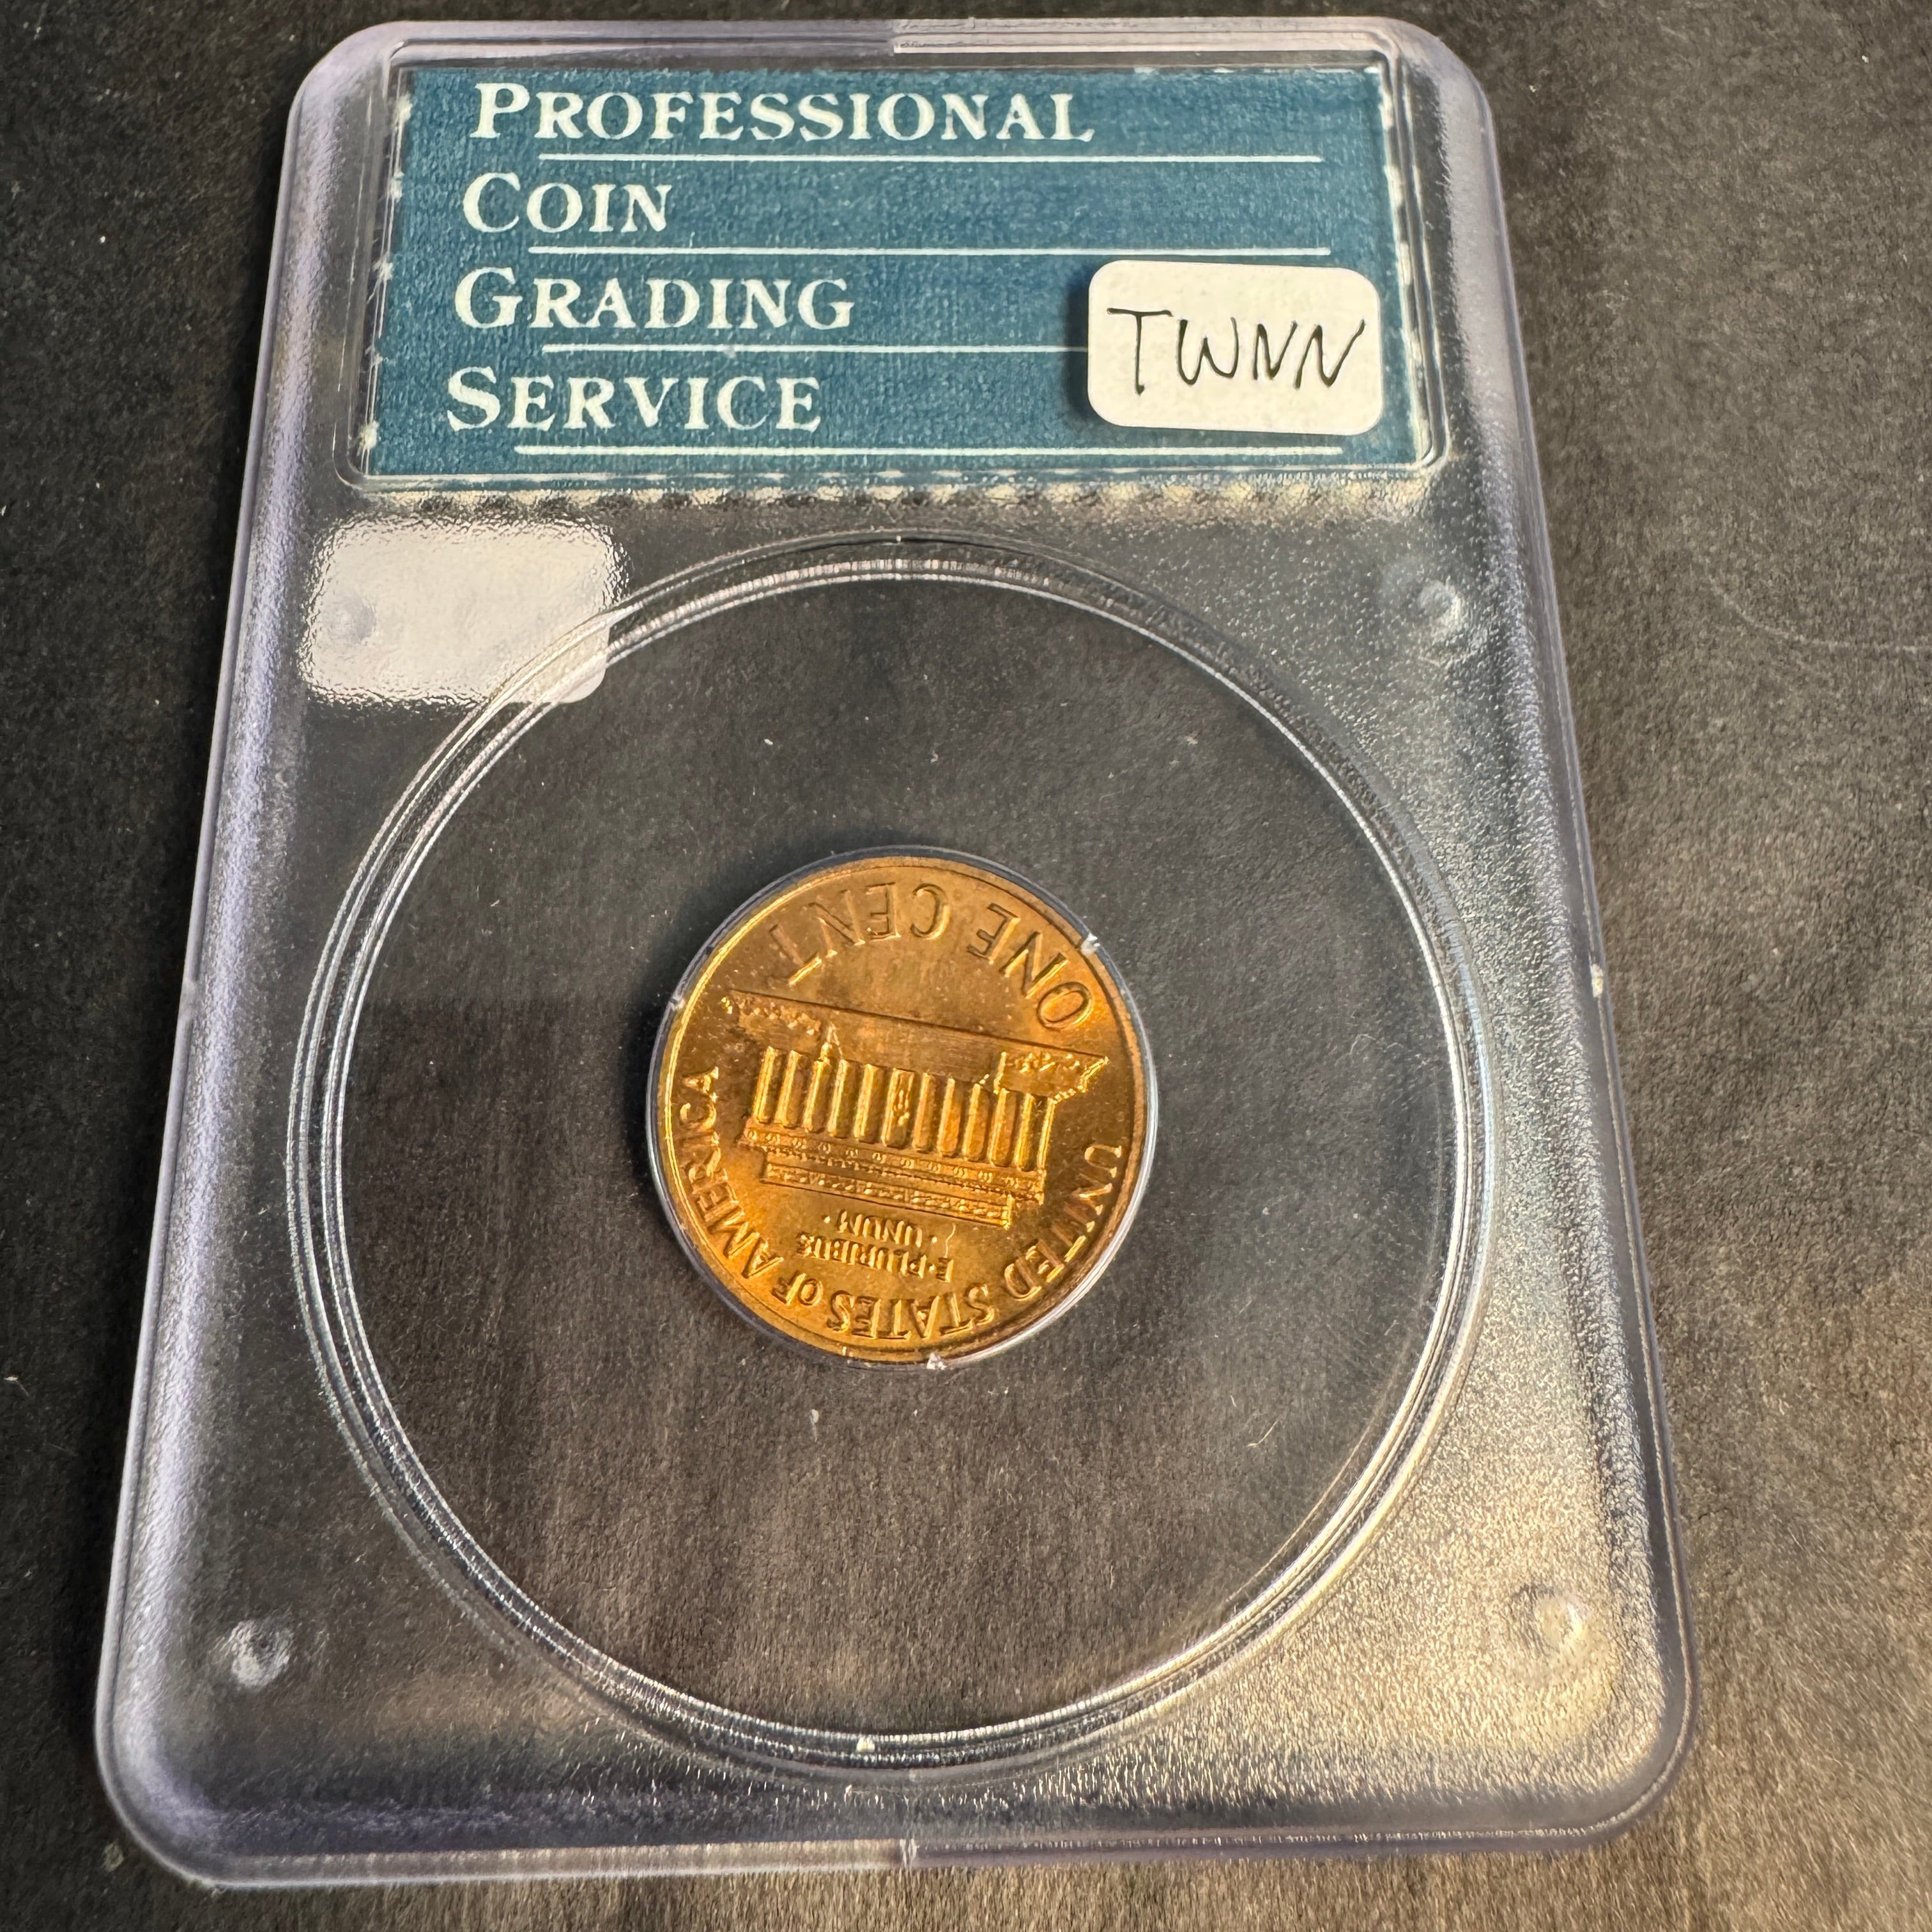 PROFESSIONAL
COIN
GRADING
SERVICE
TWNN
ONE CENT
UNITED STATES OF AMERICA
E·PLURIBUS
·UNUM·